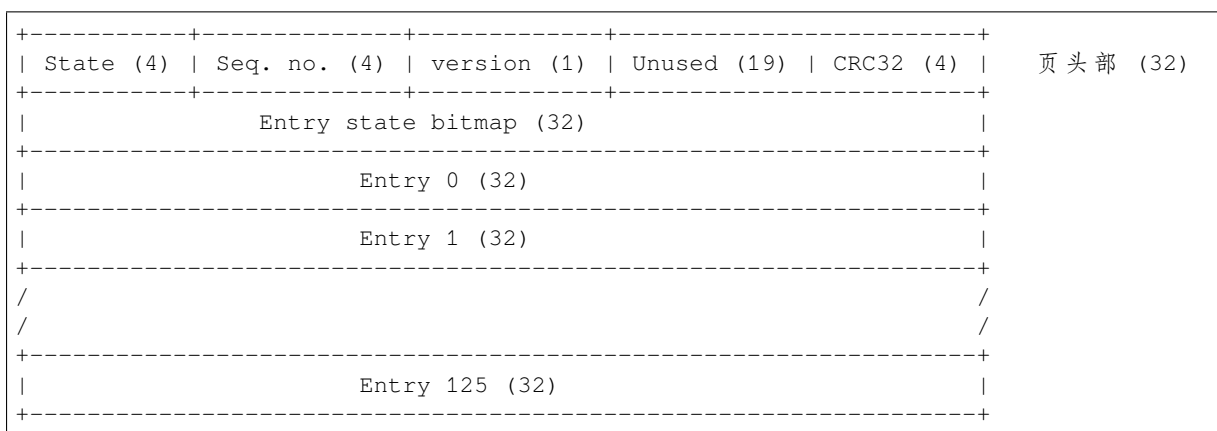 +-----------+--------------+-------------+-------------------------+
| State (4) | Seq. no. (4) | version (1) | Unused (19) | CRC32 (4) |   页头部 (32)
+-----------+--------------+-------------+-------------------------+
|                Entry state bitmap (32)                           |
+------------------------------------------------------------------+
|                       Entry 0 (32)                               |
+------------------------------------------------------------------+
|                       Entry 1 (32)                               |
+------------------------------------------------------------------+
/                                                                  /
/                                                                  /
+------------------------------------------------------------------+
|                       Entry 125 (32)                             |
+------------------------------------------------------------------+